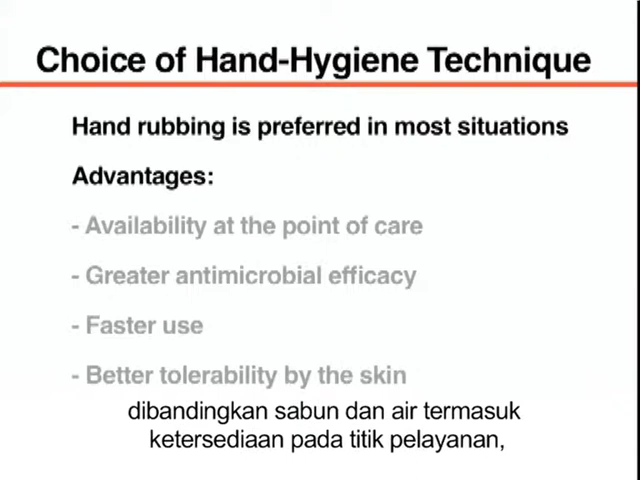 Choice of Hand-Hygiene Technique
Hand rubbing is preferred in most situations
Advantages:
- Availability at the point of care
- Greater antimicrobial efficacy
- Faster use
- Better tolerability by the skin
dibandingkan sabun dan air termasuk
ketersediaan pada titik pelayanan,